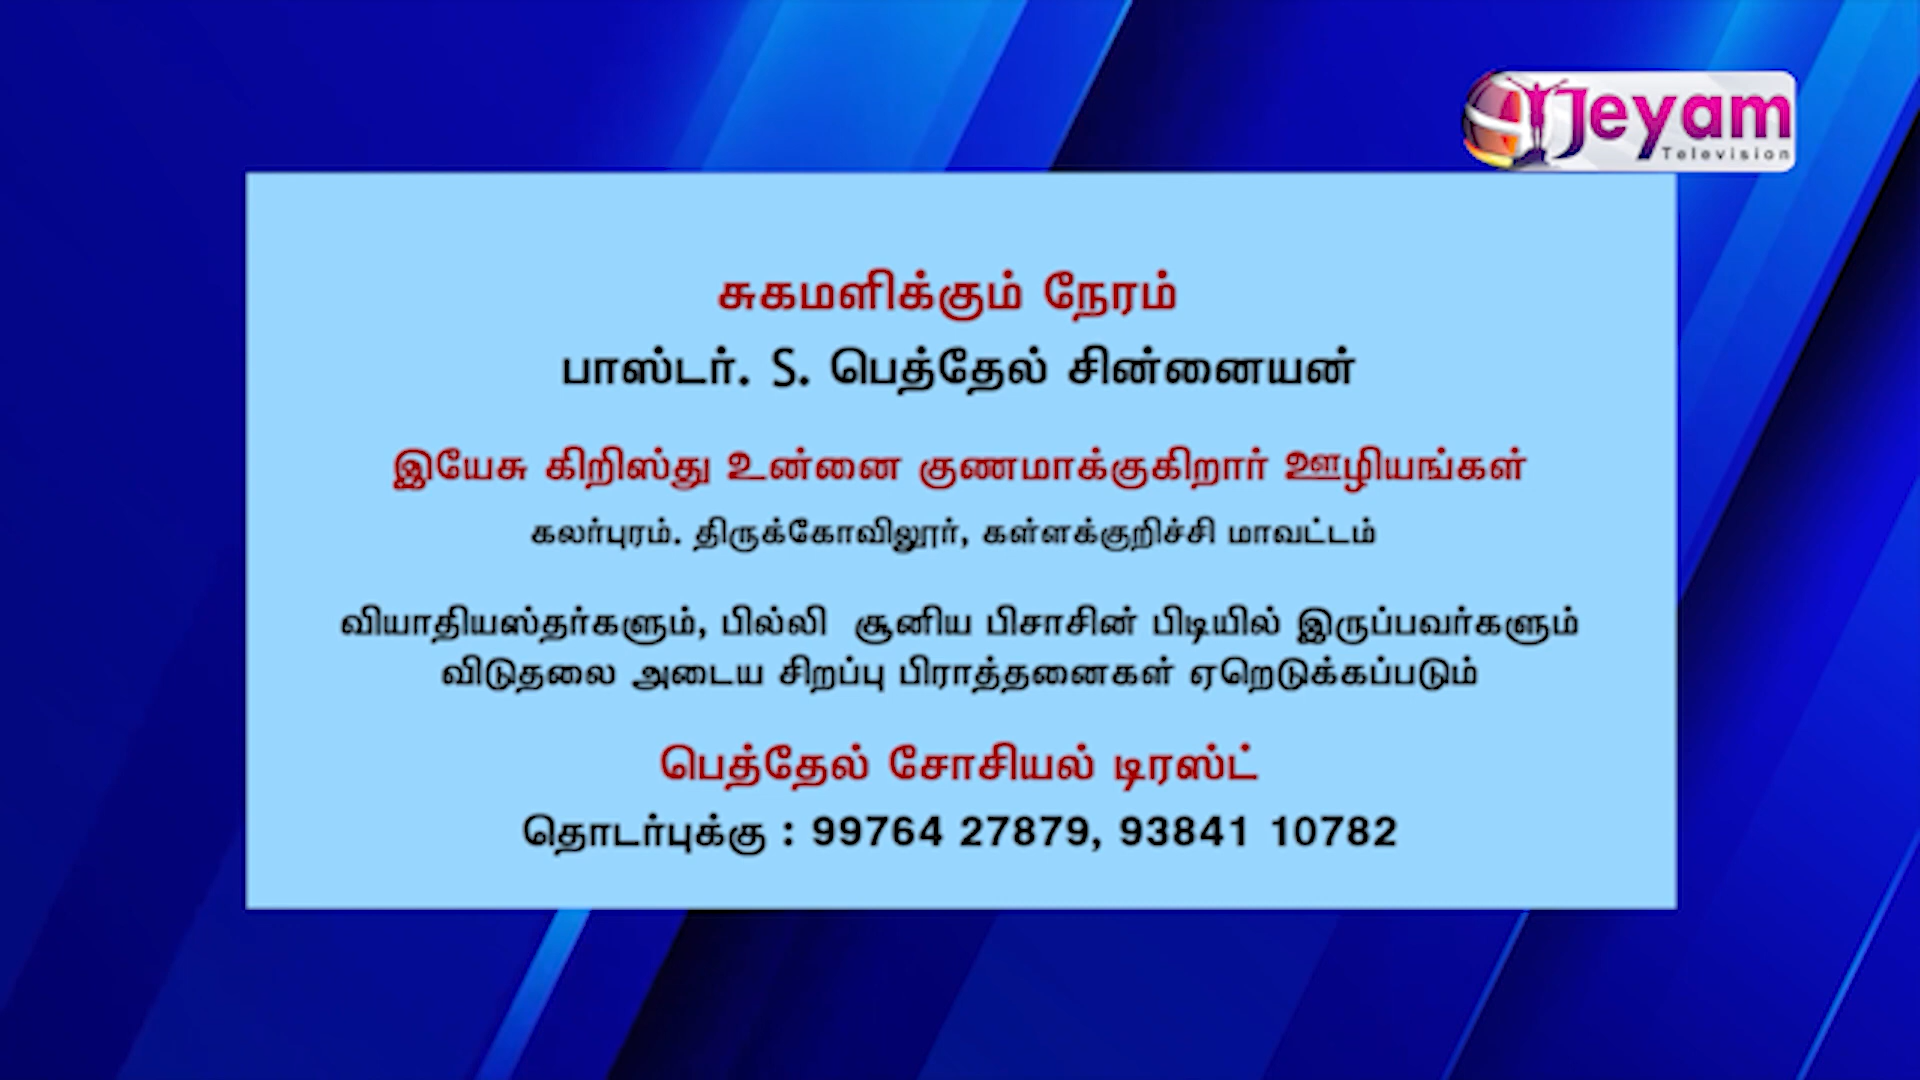 Jeyam
Television
சுகமளிக்கும் நேரம்
பாஸ்டர். S. பெத்தேல் சின்னையன்
இயேசு கிறிஸ்து உன்னை குணமாக்குகிறார் ஊழியங்கள்
கலர்புரம். திருக்கோவிலூர், கள்ளக்குறிச்சி மாவட்டம்
வியாதியஸ்தர்களும், பில்லி சூனிய பிசாசின் பிடியில் இருப்பவர்களும்
விடுதலை அடைய சிறப்பு பிராத்தனைகள் ஏறெடுக்கப்படும்
பெத்தேல் சோசியல் டிரஸ்ட்
தொடர்புக்கு : 99764 27879, 93841 10782